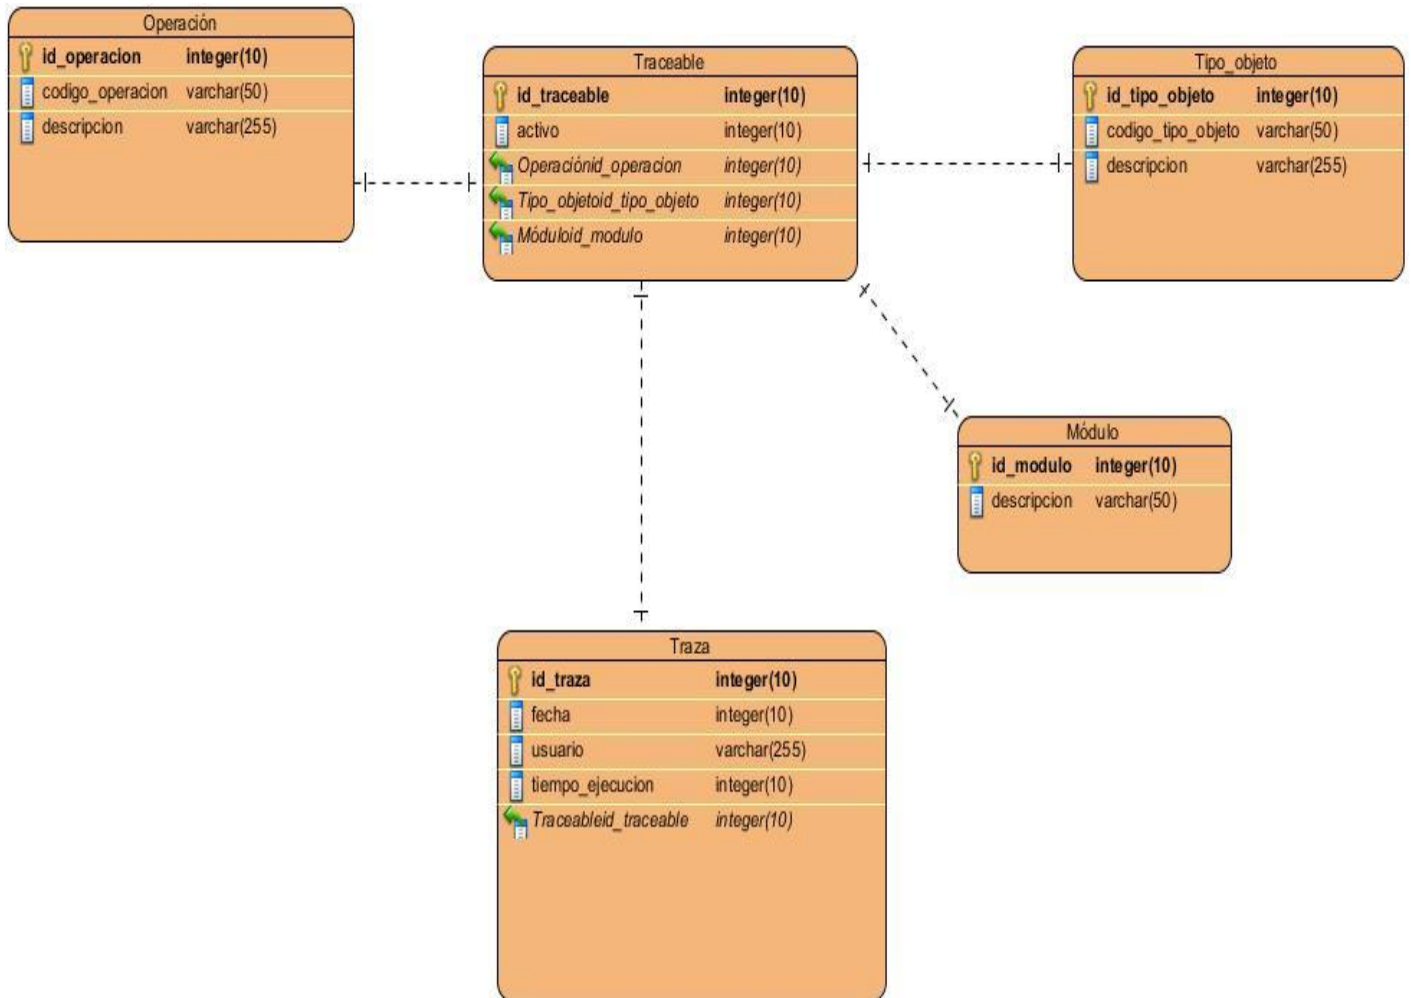 Operación
id_operacion integer(10)
codigo_operacion varchar(50)
descripcion varchar(255)
Traceable
id_traceable integer(10)
activo integer(10)
Operaciónid_operacion integer(10)
Tipo_objetoid_tipo_objeto integer(10)
Móduloid_modulo integer(10)
Tipo_objeto
id_tipo_objeto integer(10)
codigo_tipo_objeto varchar(50)
descripcion varchar(255)
Módulo
id_modulo integer(10)
descripcion varchar(50)
Traza
id_traza integer(10)
fecha integer(10)
usuario varchar(255)
tiempo_ejecucion integer(10)
Traceableid_traceable integer(10)